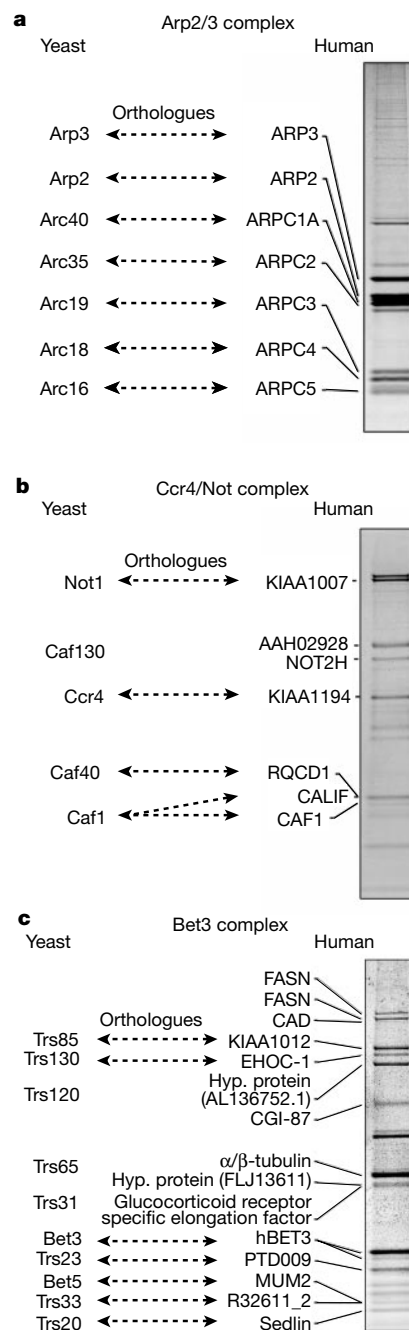 a
Arp2/3 complex
Yeast Human
Orthologues
Arp3 ARP3
Arp2 ARP2
Arc40 ARPC1A
Arc35 ARPC2
Arc19 ARPC3
Arc18 ARPC4
Arc16 ARPC5
b
Ccr4/Not complex
Yeast Human
Orthologues
Not1 KIAA1007
Caf130 AAH02928
NOT2H
Ccr4 KIAA1194
Caf40 RQCD1
CALIF
Caf1 CAF1
c
Bet3 complex
Yeast Human
FASN
FASN
Orthologues CAD
Trs85 KIAA1012
Trs130 EHOC-1
Trs120 Hyp. protein
(AL136752.1)
CGI-87
Trs65 α/β-tubulin
Hyp. protein (FLJ13611)
Trs31 Glucocorticoid receptor
specific elongation factor
Bet3 hBET3
Trs23 PTD009
Bet5 MUM2
Trs33 R32611_2
Trs20 Sedlin